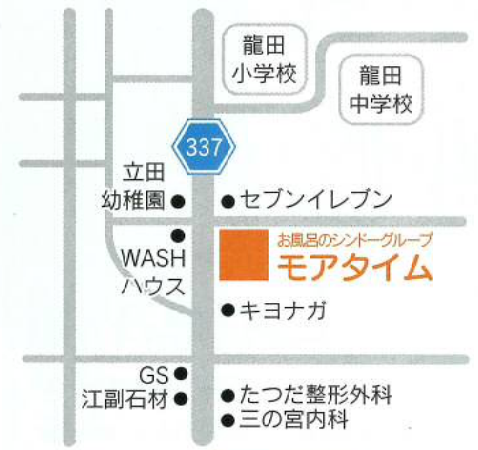 龍田
小学校
龍田
中学校
337
立田
幼稚園
セブンイレブン
WASH
ハウス
お風呂のシンドーグループ
モアタイム
キヨナガ
GS
江副石材
たつだ整形外科
三の宮内科